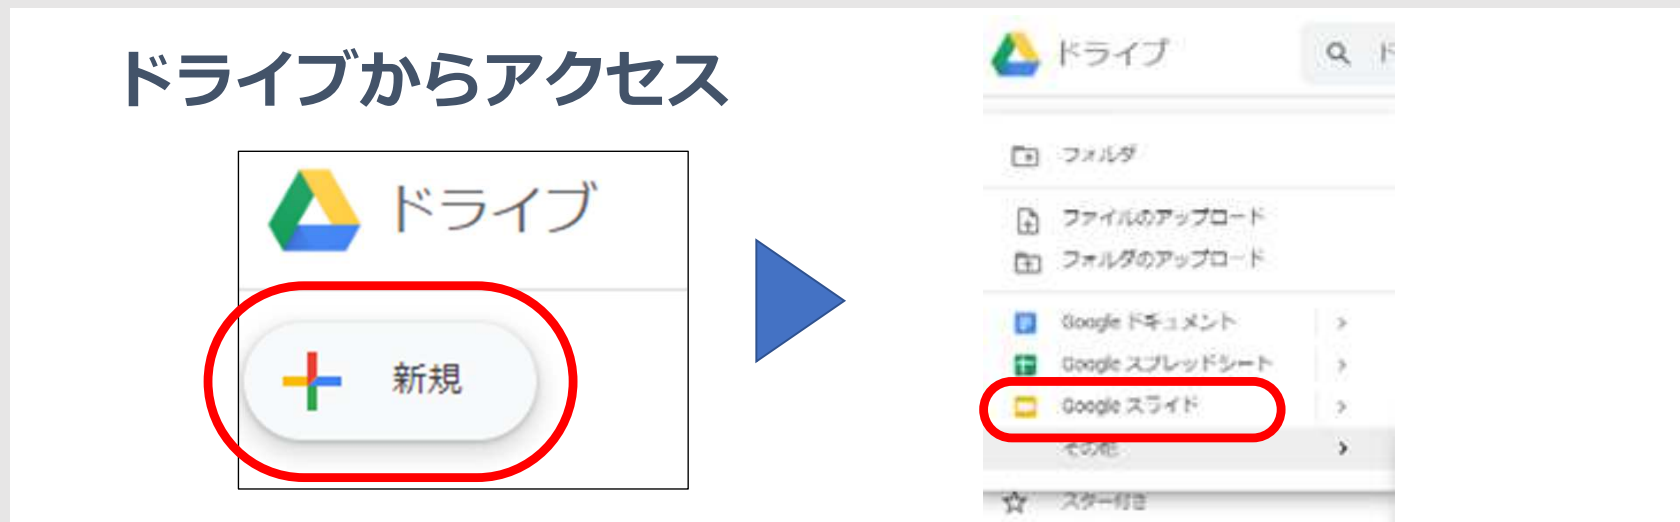 ドライブからアクセス
ドライブ
新規
ドライブ
ド
フォルダ
ファイルのアップロード
フォルダのアップロード
Google ドキュメント
Google スプレッドシート
Google スライド
その他
スター付き